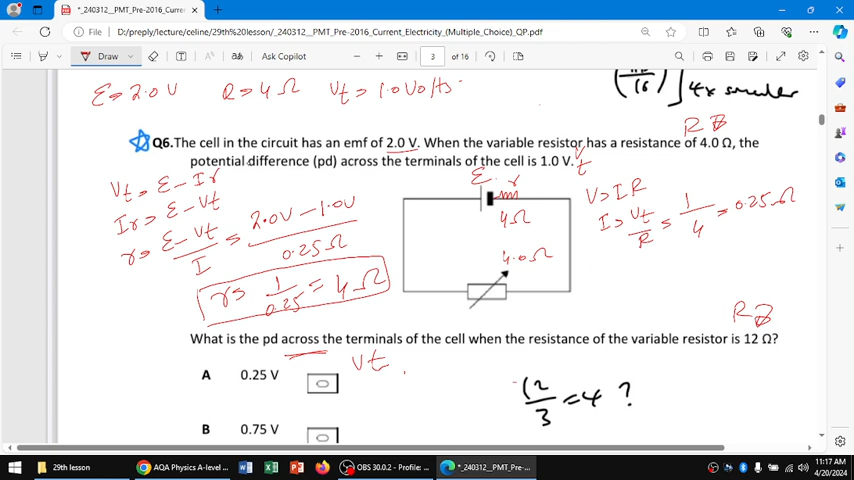 *_240312__PMT_Pre-2016_Curren
File D:/preply/lecture/celine/29th%20lesson/_240312__PMT_Pre-2016_Current_Electricity_(Multiple_Choice)_QP.pdf
Draw Ask Copilot 3 of 16
4x smaller
ε = 2.0 V R = 4 Ω Vt = 1.0 Volts
Q6.The cell in the circuit has an emf of 2.0 V. When the variable resistor has a resistance of 4.0 Ω, the
potential difference (pd) across the terminals of the cell is 1.0 V.
Vt
Vt = ε - Ir
Ir = ε - Vt
r = ε - Vt / I = 2.0V - 1.0V / 0.25 Ω
r = 1 / 0.25 = 4 Ω
ε r
4Ω
4.0Ω
V = IR
I = Vt / R = 1 / 4 = 0.25 Ω
What is the pd across the terminals of the cell when the resistance of the variable resistor is 12 Ω?
Vt
A 0.25 V
12 / 3 = 4 ?
B 0.75 V
29th lesson
AQA Physics A-level ...
OBS 30.0.2 - Profile: ...
*_240312__PMT_Pre-...
11:17 AM
4/20/2024